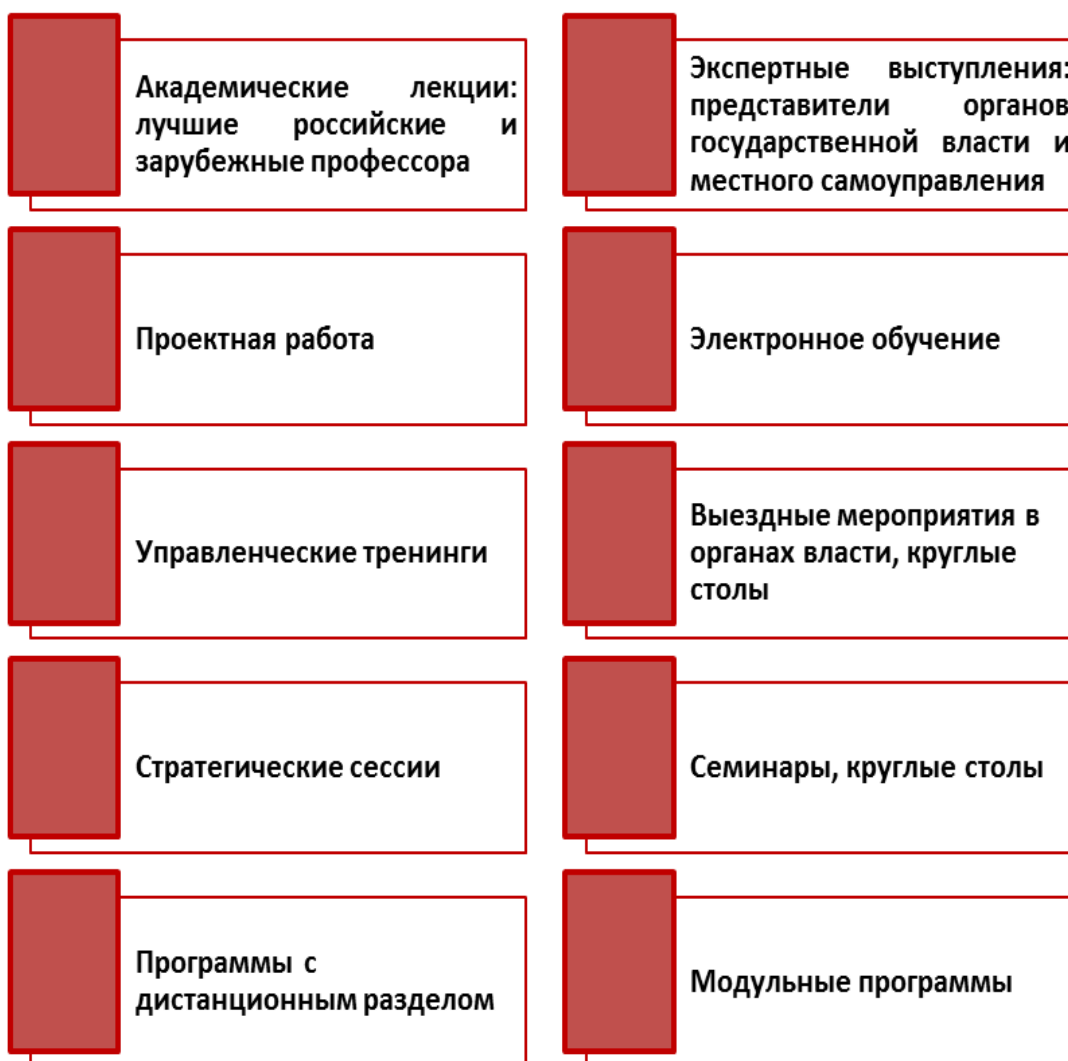 Академические лекции:
лучшие российские и
зарубежные профессора
Экспертные выступления:
представители органов
государственной власти и
местного самоуправления
Проектная работа
Электронное обучение
Управленческие тренинги
Выездные мероприятия в
органах власти, круглые
столы
Стратегические сессии
Семинары, круглые столы
Программы с
дистанционным разделом
Модульные программы